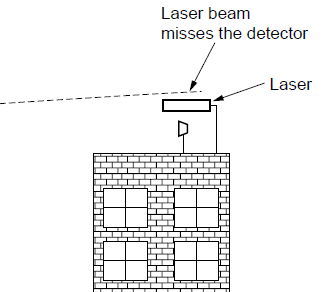 Laser beam
misses the detector
Laser